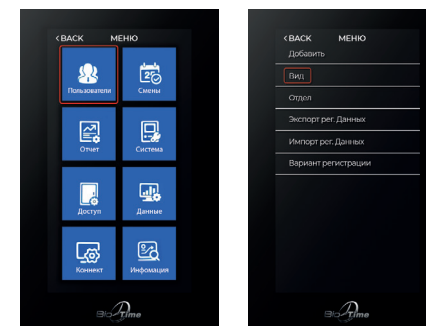 <BACK МЕНЮ
Пользователи
Смены
Отчет
Система
Доступ
Данные
Коннект
Инфомация
BioTime
<BACK МЕНЮ
Добавить
Вид
Отдел
Экспорт рег. Данных
Импорт рег. Данных
Вариант регистрации
BioTime